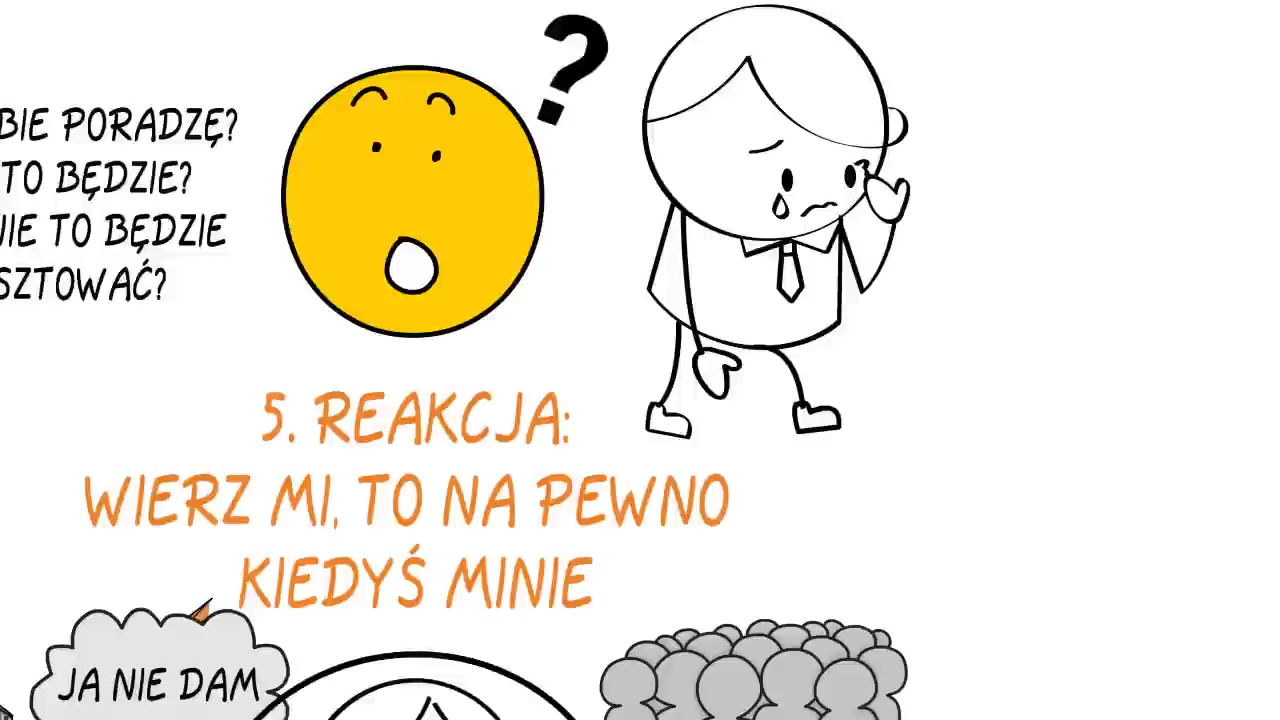 BIE PORADZĘ?
TO BĘDZIE?
NIE TO BĘDZIE
SZTOWAĆ?
?
5. REAKCJA:
WIERZ MI, TO NA PEWNO
KIEDYŚ MINIE
JA NIE DAM